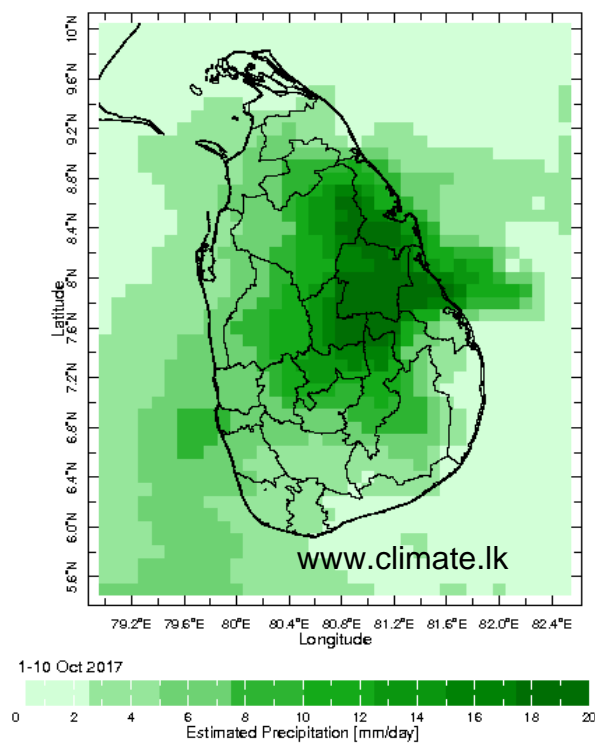 10°N
9.6°N
9.2°N
8.8°N
8.4°N
8°N
7.6°N
7.2°N
6.8°N
6.4°N
6.0°N
5.6°N
Latitude
www.climate.lk
79.2°E 79.6°E 80°E 80.4°E 80.8°E 81.2°E 81.6°E 82.0°E 82.4°E
Longitude
1-10 Oct 2017
0 2 4 6 8 10 12 14 16 18 20
Estimated Precipitation [mm/day]